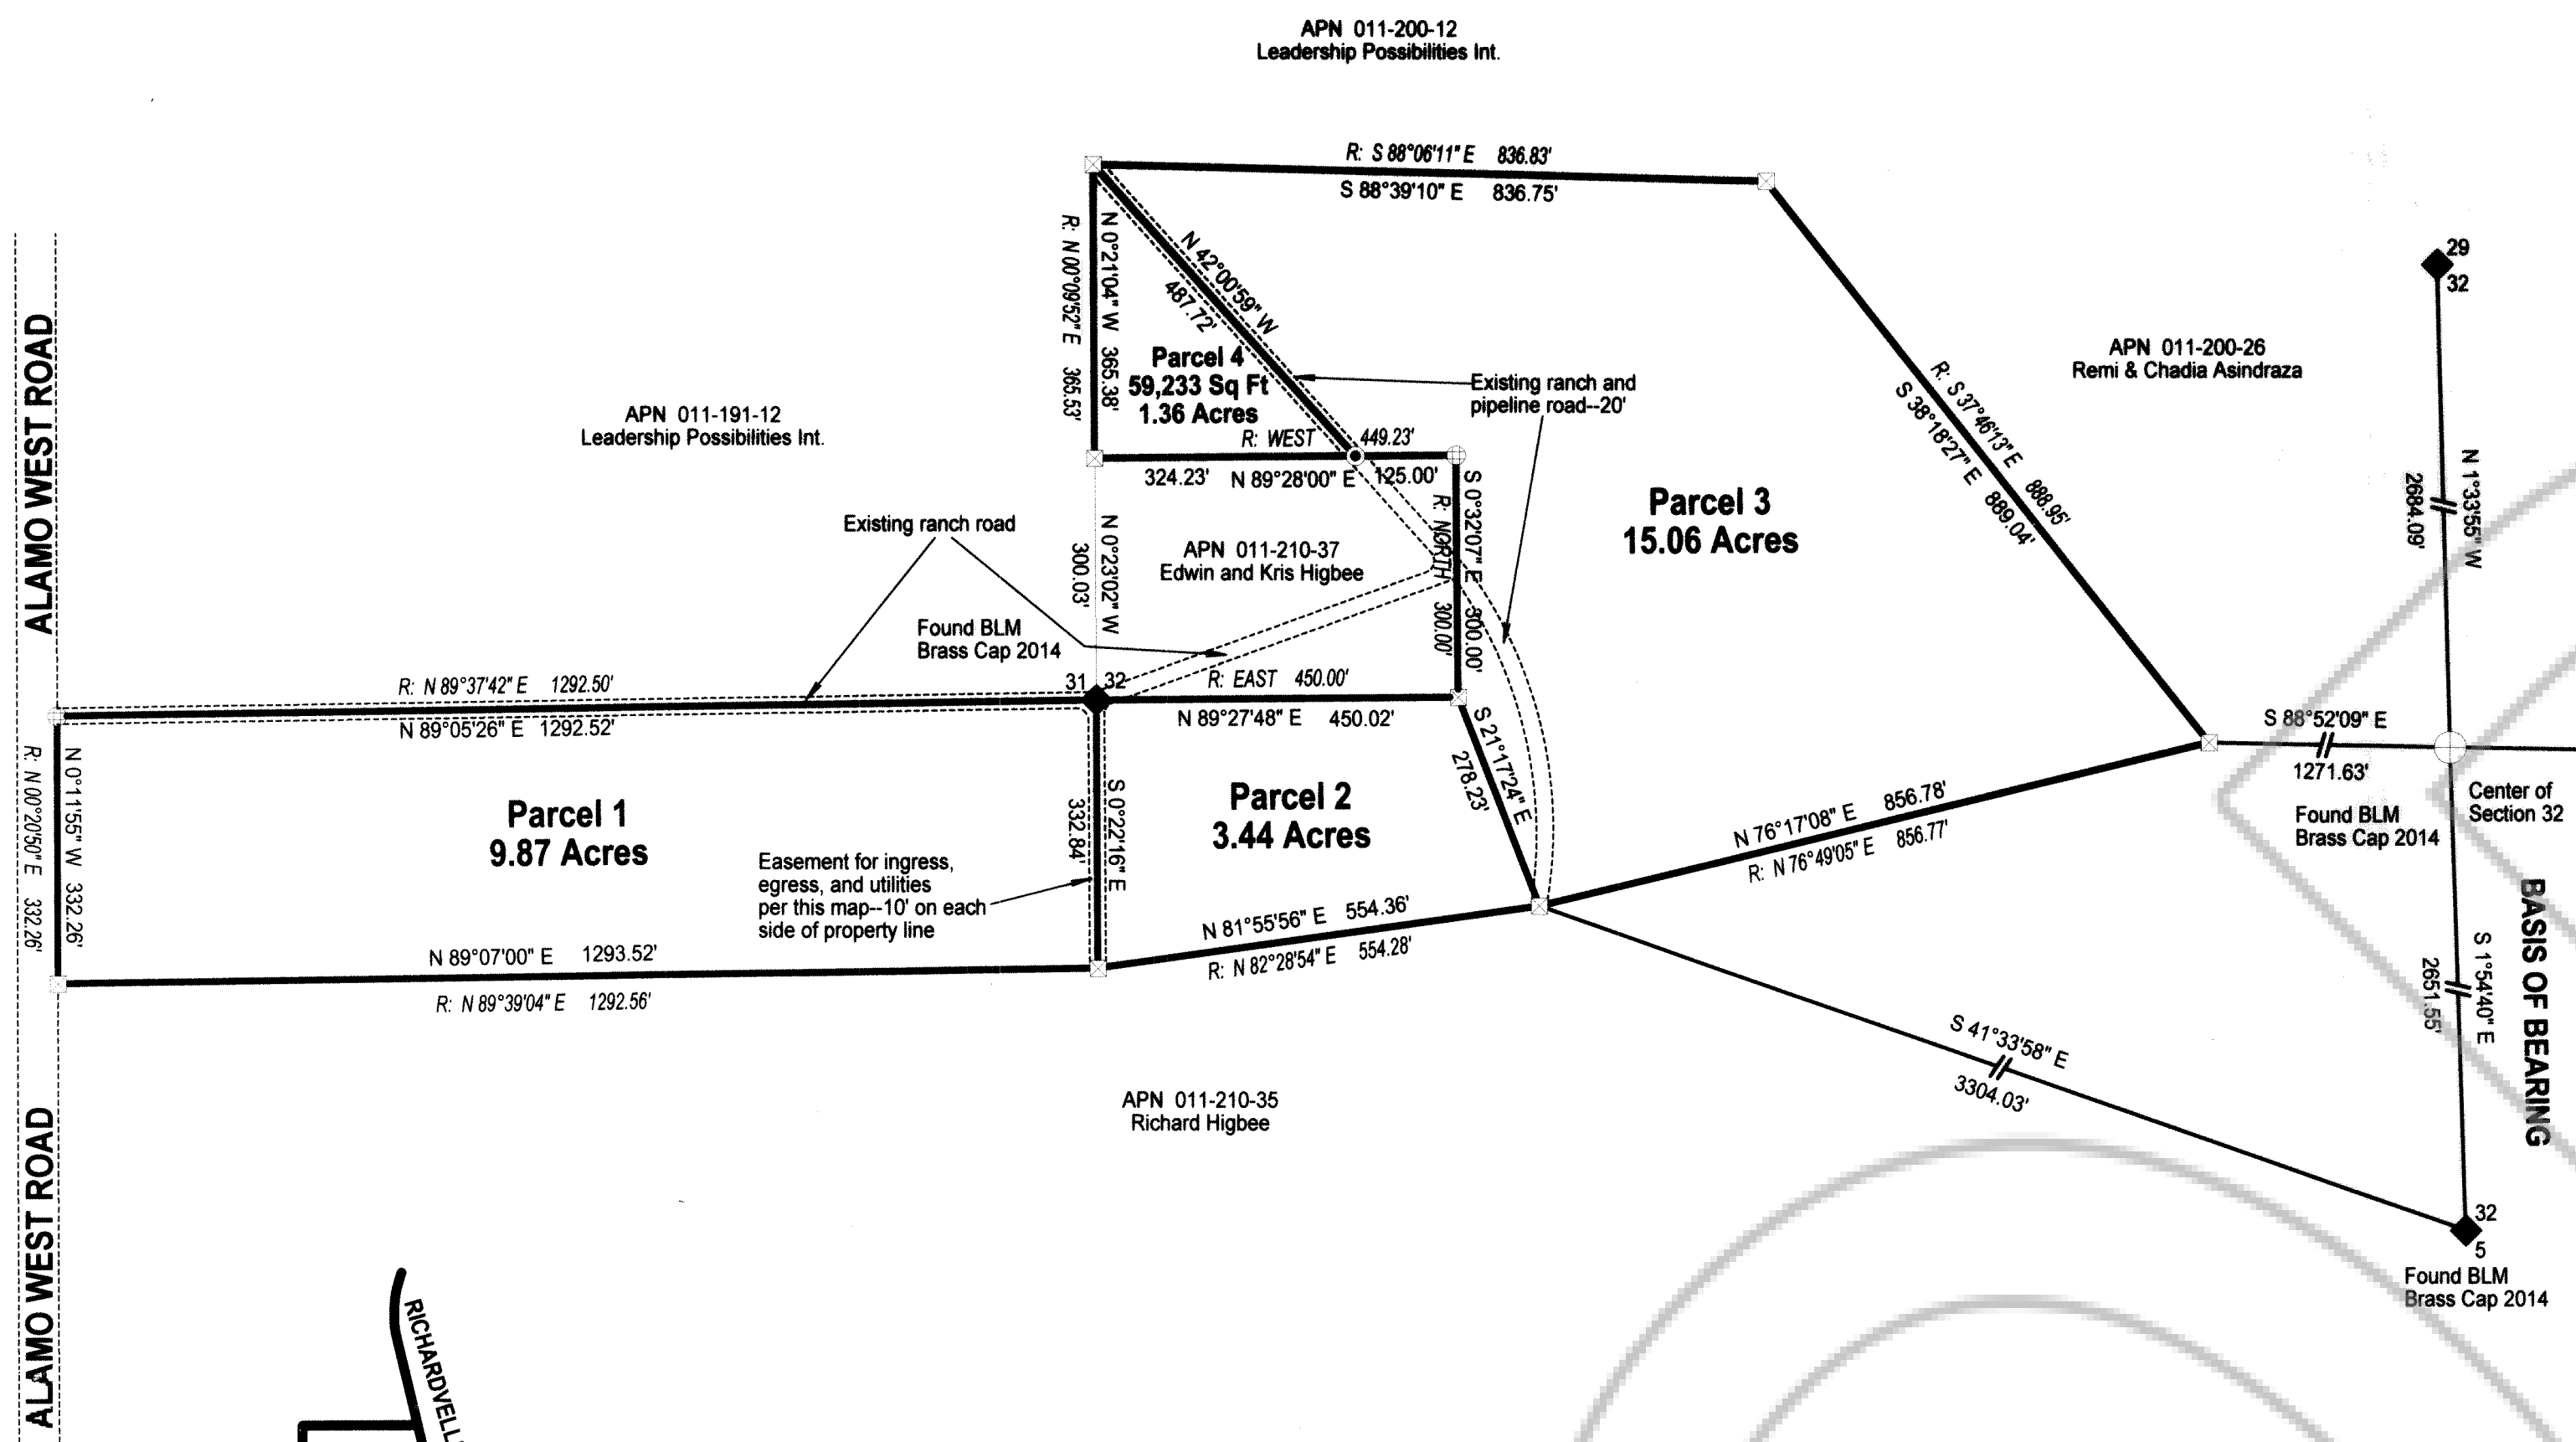 APN 011-200-12
Leadership Possibilities Int.
R: S 88°06'11" E 836.83'
S 88°39'10" E 836.75'
N 0°21'04" W 365.38'
R: N 00°09'52" E 365.53'
N 42°00'59" W
487.72'
Parcel 4
59,233 Sq Ft
1.36 Acres
R: WEST 449.23'
324.23' N 89°28'00" E 125.00'
Existing ranch and
pipeline road--20'
R: S 37°46'13" E 888.95'
S 38°18'27" E 889.04'
APN 011-200-26
Remi & Chadia Asindraza
29
32
N 1°33'55" W
2684.09'
ALAMO WEST ROAD
APN 011-191-12
Leadership Possibilities Int.
Existing ranch road
N 0°23'02" W
300.03'
APN 011-210-37
Edwin and Kris Higbee
S 0°32'07" E 300.00'
R: NORTH 300.00'
Parcel 3
15.06 Acres
Found BLM
Brass Cap 2014
31 32
R: N 89°37'42" E 1292.50'
N 89°05'26" E 1292.52'
R: EAST 450.00'
N 89°27'48" E 450.02'
S 21°17'24" E
278.23'
S 88°52'09" E
1271.63'
Center of
Section 32
Found BLM
Brass Cap 2014
N 0°11'55" W 332.26'
R: N 00°20'50" E 332.26'
Parcel 1
9.87 Acres
S 0°22'16" E
332.84'
Parcel 2
3.44 Acres
Easement for ingress,
egress, and utilities
per this map--10' on each
side of property line
N 76°17'08" E 856.78'
R: N 76°49'05" E 856.77'
N 81°55'56" E 554.36'
R: N 82°28'54" E 554.28'
N 89°07'00" E 1293.52'
R: N 89°39'04" E 1292.56'
BASIS OF BEARING
S 1°54'40" E
2651.55'
S 41°33'58" E
3304.03'
APN 011-210-35
Richard Higbee
32
5
Found BLM
Brass Cap 2014
ALAMO WEST ROAD